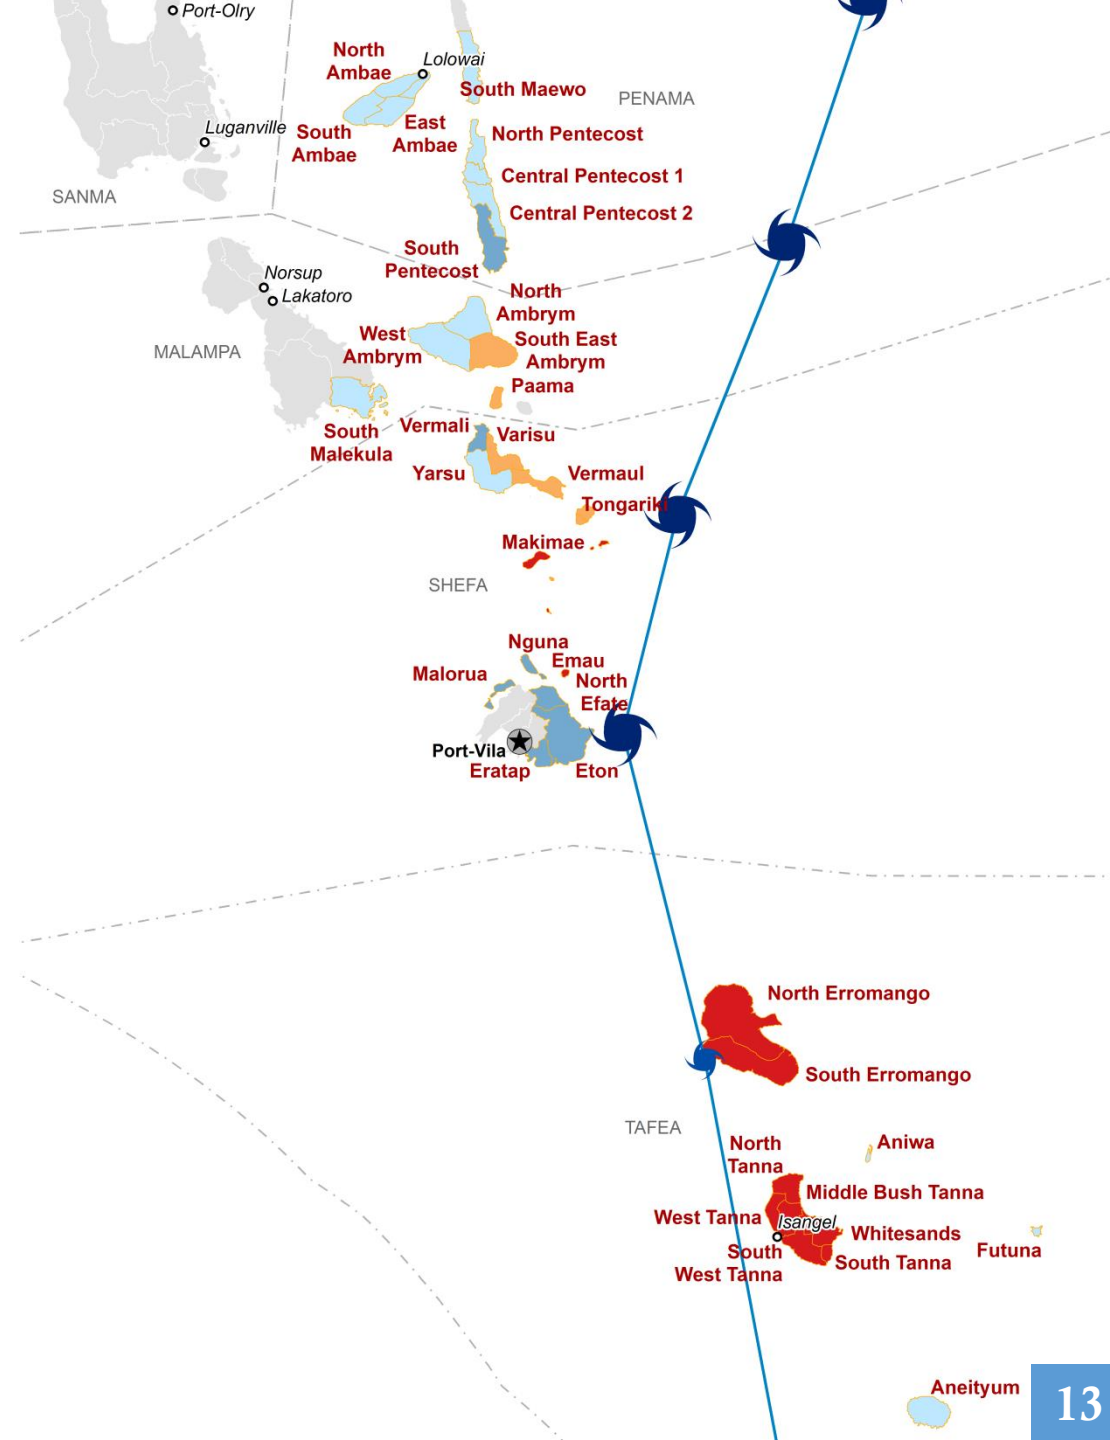 Port-Olry
North
Ambae
Lolowai
South Maewo
PENAMA
Luganville
South
Ambae
East
Ambae
North Pentecost
Central Pentecost 1
SANMA
Central Pentecost 2
South
Pentecost
Norsup
Lakatoro
North
Ambrym
MALAMPA
West
Ambrym
South East
Ambrym
Paama
South
Malekula
Vermali
Varisu
Yarsu
Vermaul
Tongariki
Makimae
SHEFA
Nguna
Emau
Malorua
North
Efate
Port-Vila
Eratap
Eton
North Erromango
South Erromango
TAFEA
North
Tanna
Aniwa
Middle Bush Tanna
West Tanna
Isangel
Whitesands
South
West Tanna
South Tanna
Futuna
Aneityum
13